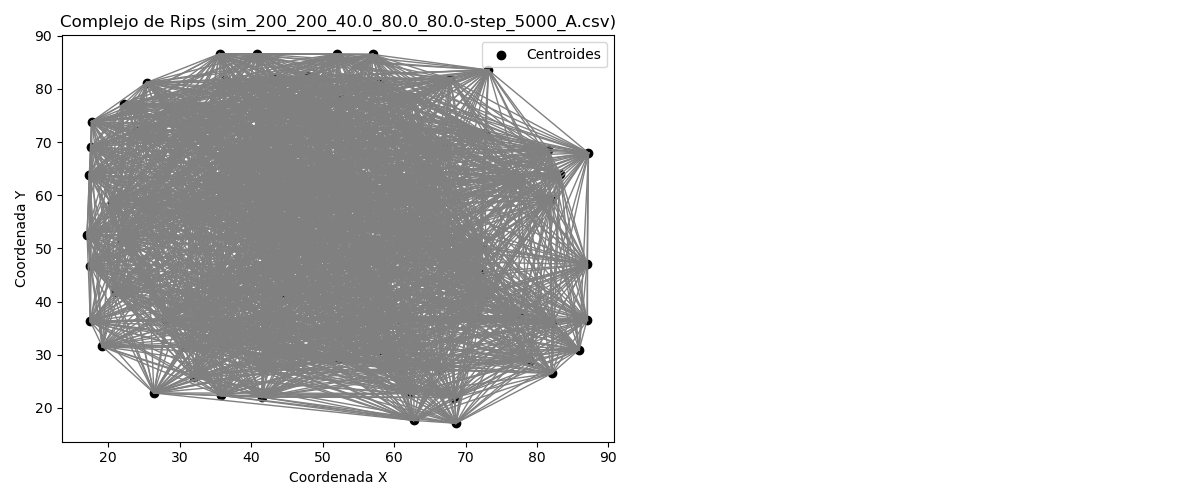 Complejo de Rips (sim_200_200_40.0_80.0_80.0-step_5000_A.csv)
90
Centroides
80
70
60
50
40
30
20
Coordenada Y
20 30 40 50 60 70 80 90
Coordenada X